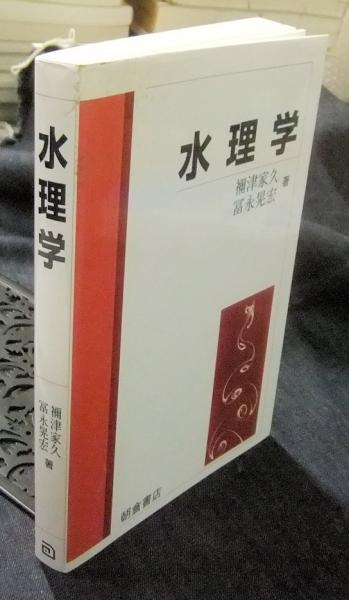 水理学
禰津家久
冨永晃宏 著
朝倉書店
水理学
禰津家久
冨永晃宏 著